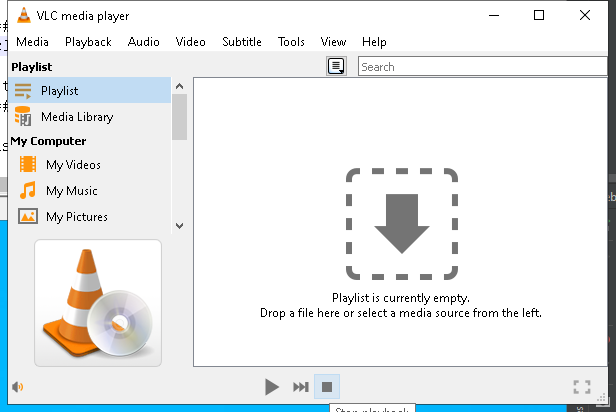 VLC media player
Media Playback Audio Video Subtitle Tools View Help
Playlist
Search
Playlist
Media Library
My Computer
My Videos
My Music
My Pictures
Playlist is currently empty.
Drop a file here or select a media source from the left.
Stop playback